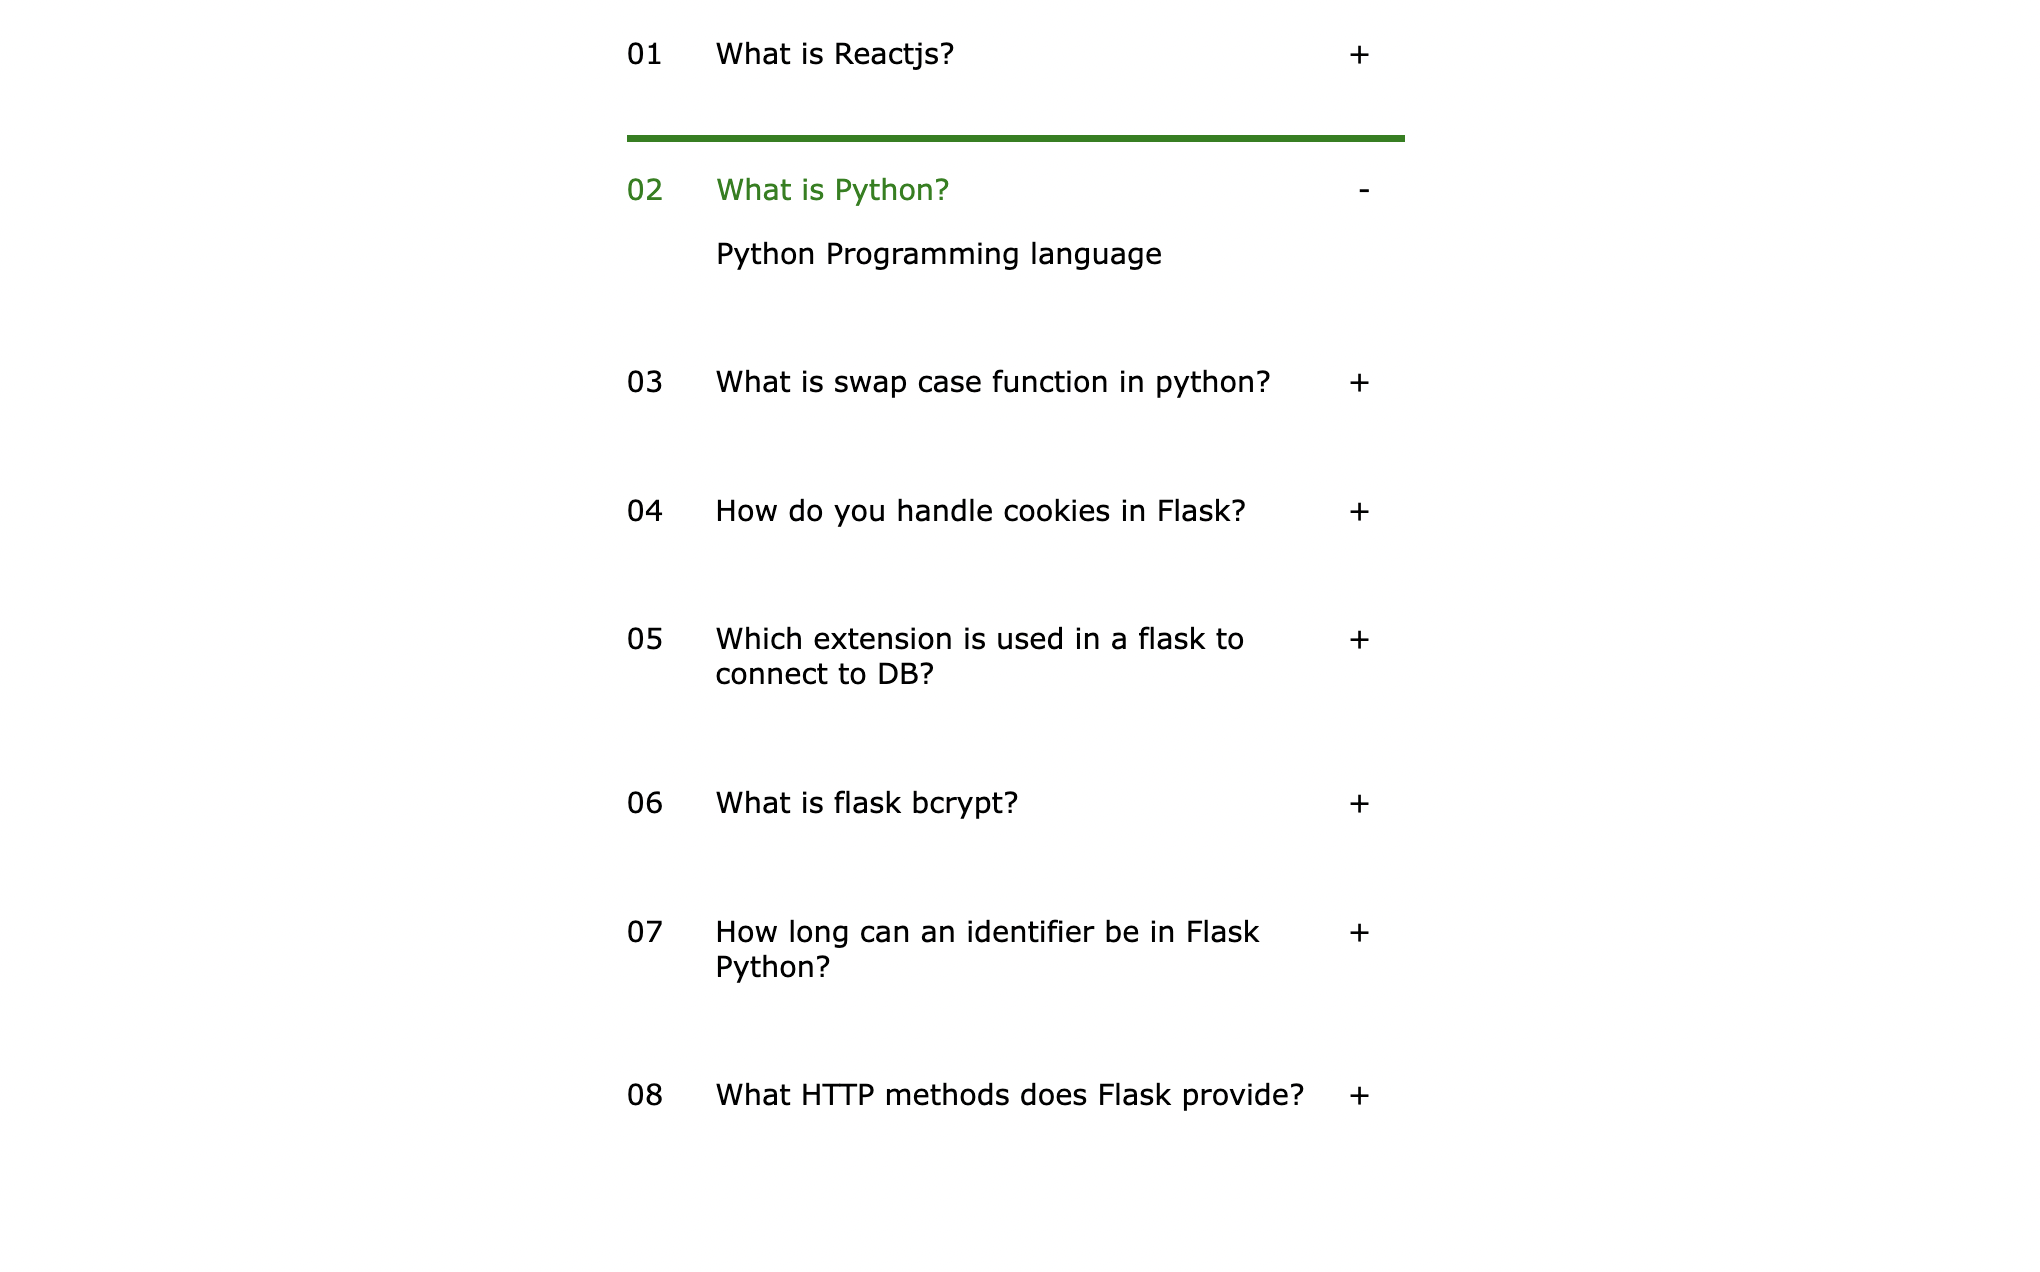 01 What is Reactjs? +
02 What is Python? -
Python Programming language
03 What is swap case function in python? +
04 How do you handle cookies in Flask? +
05 Which extension is used in a flask to +
connect to DB?
06 What is flask bcrypt? +
07 How long can an identifier be in Flask +
Python?
08 What HTTP methods does Flask provide? +